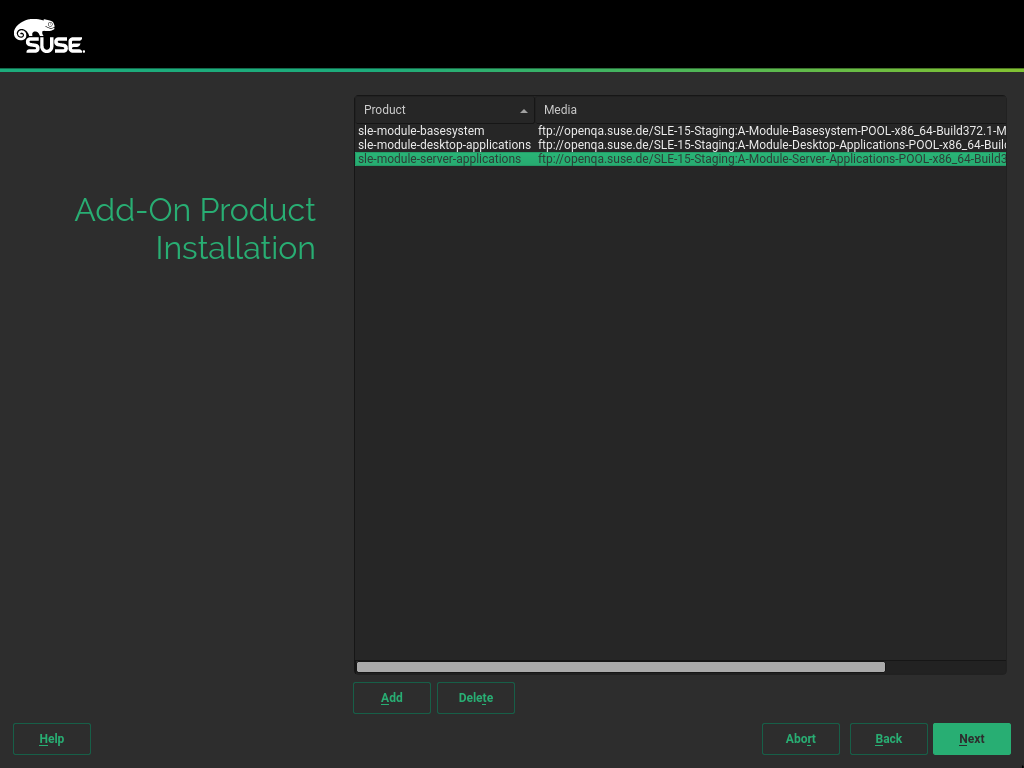 SUSE.
Product Media
sle-module-basesystem ftp://openqa.suse.de/SLE-15-Staging:A-Module-Basesystem-POOL-x86_64-Build372.1-M
sle-module-desktop-applications ftp://openqa.suse.de/SLE-15-Staging:A-Module-Desktop-Applications-POOL-x86_64-Build
sle-module-server-applications ftp://openqa.suse.de/SLE-15-Staging:A-Module-Server-Applications-POOL-x86_64-Build3
Add-On Product
Installation
Add Delete
Help Abort Back Next